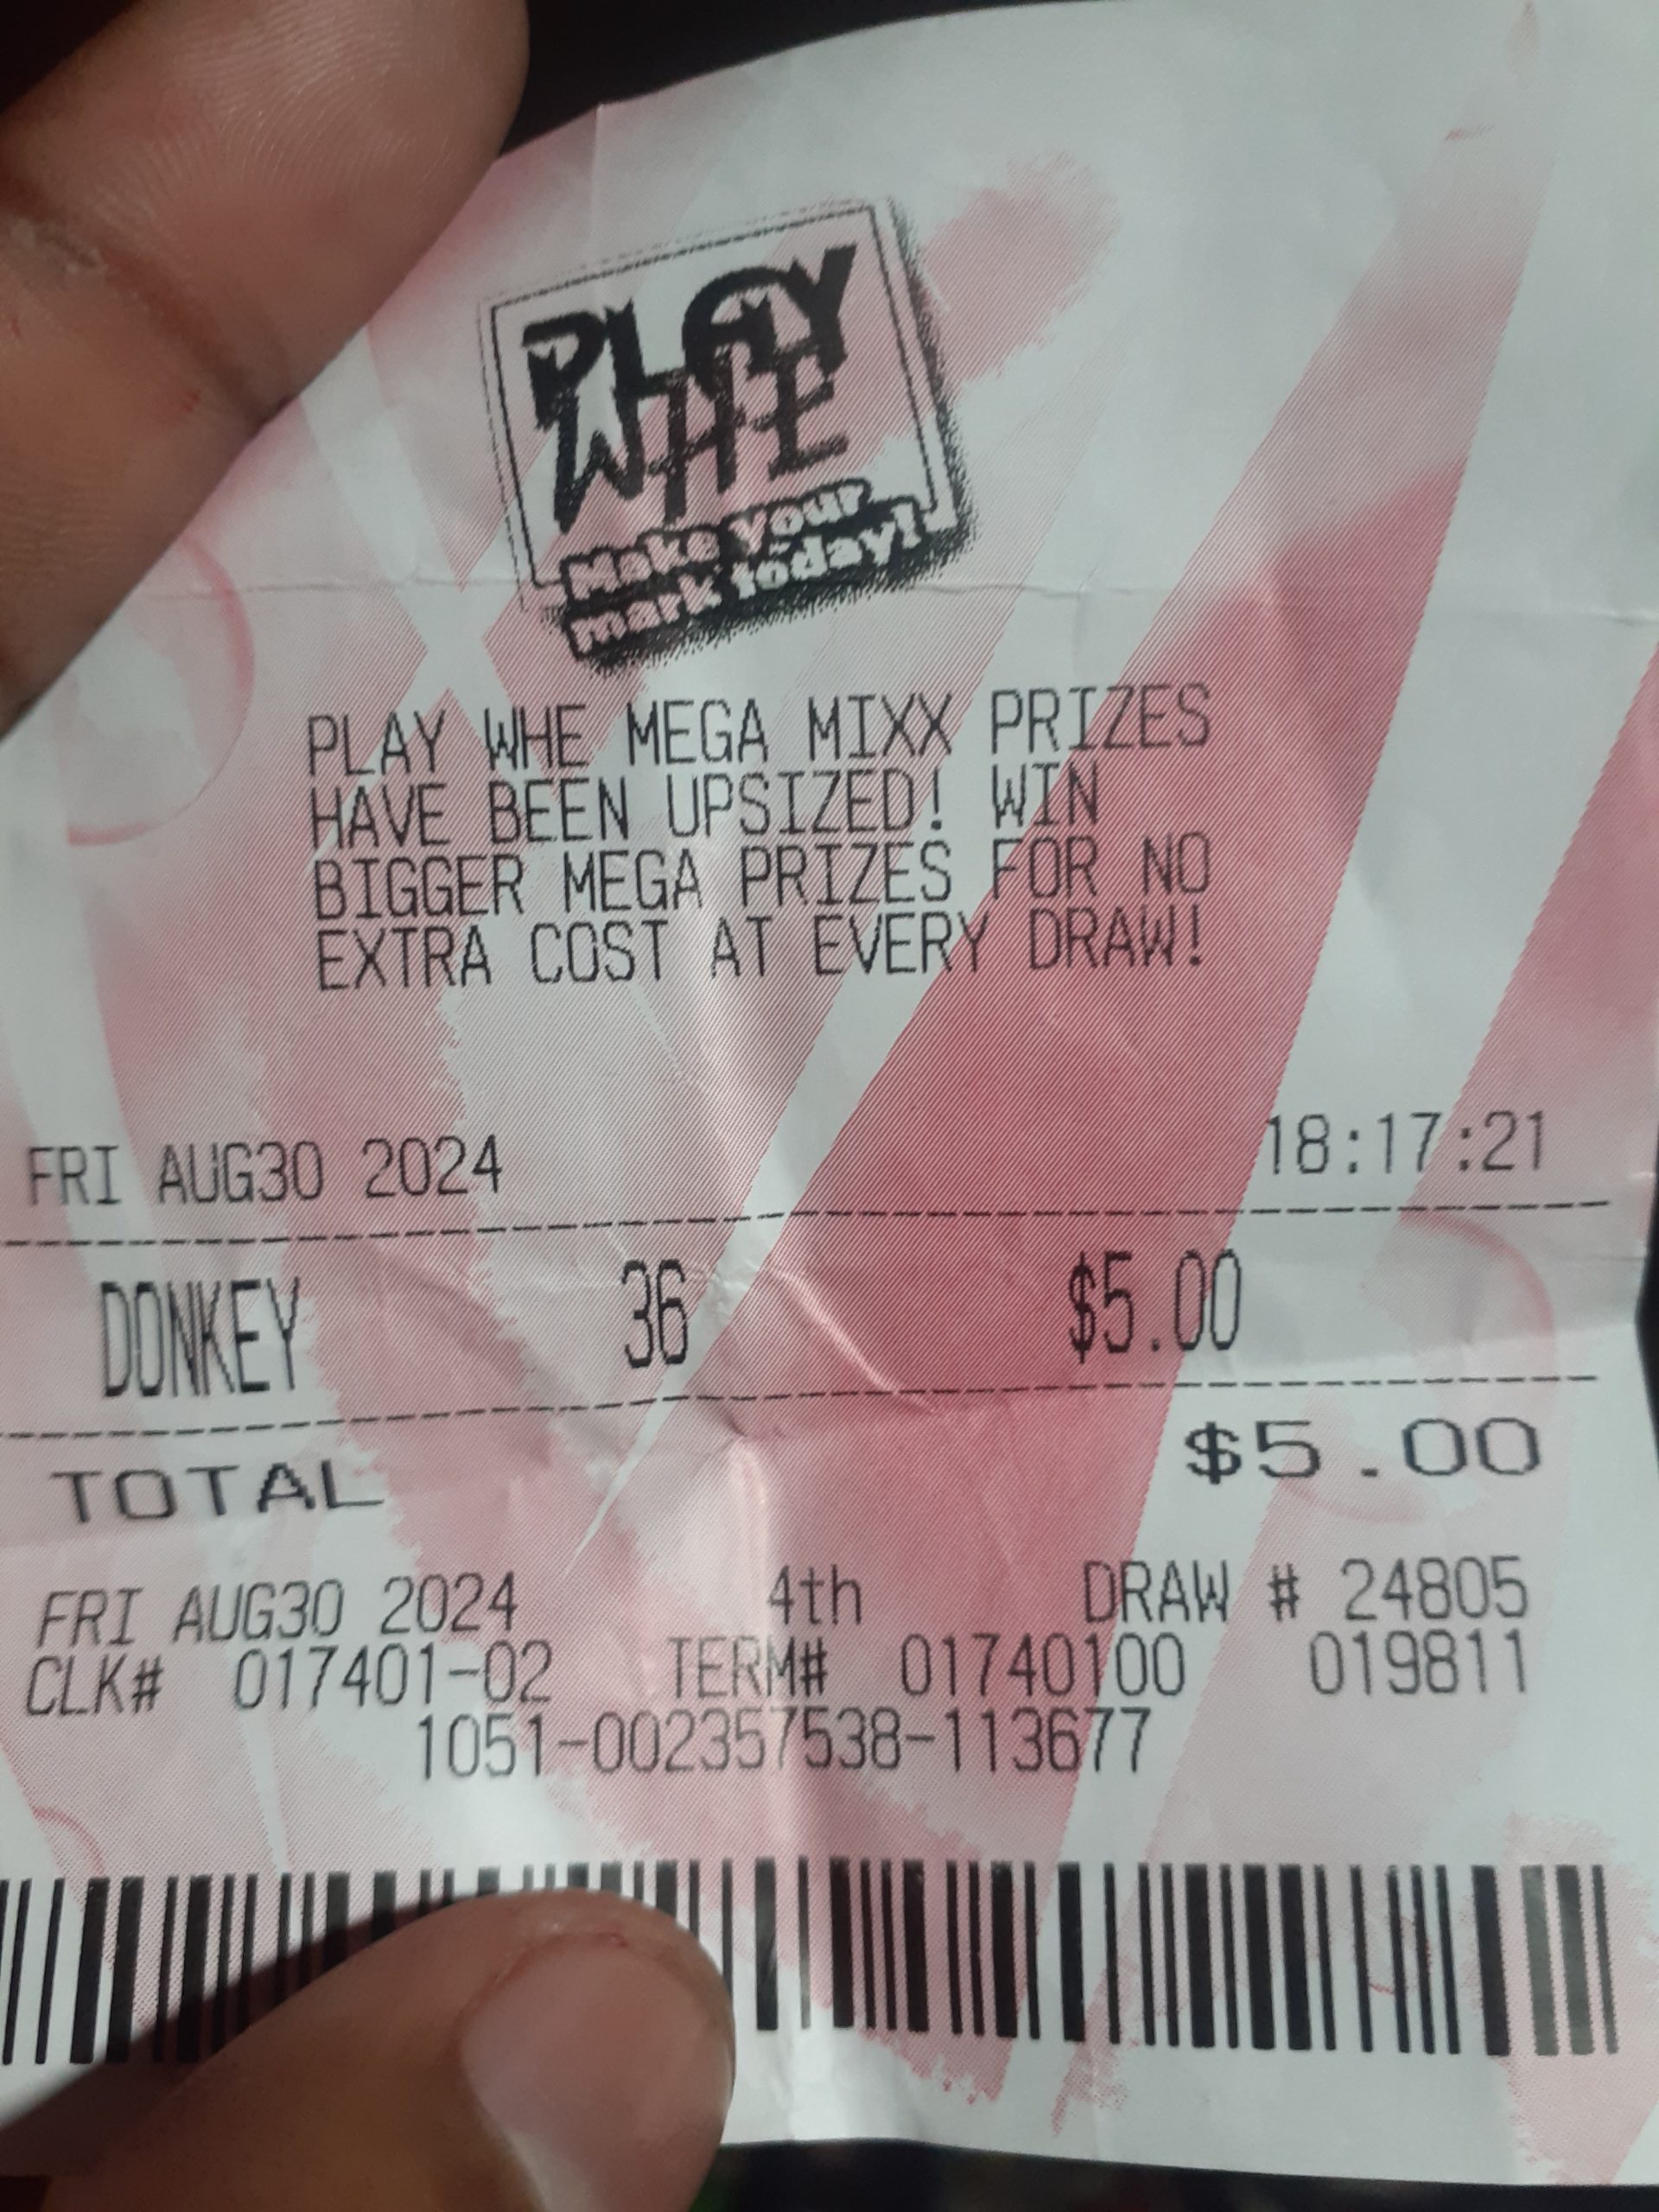 PLAY
WHE
Make your
mark today!
PLAY WHE MEGA MIXX PRIZES
HAVE BEEN UPSIZED! WIN
BIGGER MEGA PRIZES FOR NO
EXTRA COST AT EVERY DRAW!
FRI AUG30 2024 18:17:21
DONKEY 36 $5.00
TOTAL $5.00
FRI AUG30 2024 4th DRAW # 24805
CLK# 017401-02 TERM# 01740100 019811
1051-002357538-113677